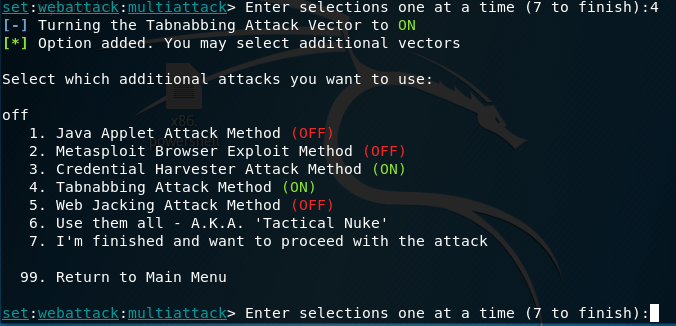 set:webattack:multiattack> Enter selections one at a time (7 to finish):4
[-] Turning the Tabnabbing Attack Vector to ON
[*] Option added. You may select additional vectors
Select which additional attacks you want to use:
off
1. Java Applet Attack Method (OFF)
2. Metasploit Browser Exploit Method (OFF)
3. Credential Harvester Attack Method (ON)
4. Tabnabbing Attack Method (ON)
5. Web Jacking Attack Method (OFF)
6. Use them all - A.K.A. 'Tactical Nuke'
7. I'm finished and want to proceed with the attack
99. Return to Main Menu
set:webattack:multiattack> Enter selections one at a time (7 to finish):
x86
powershell